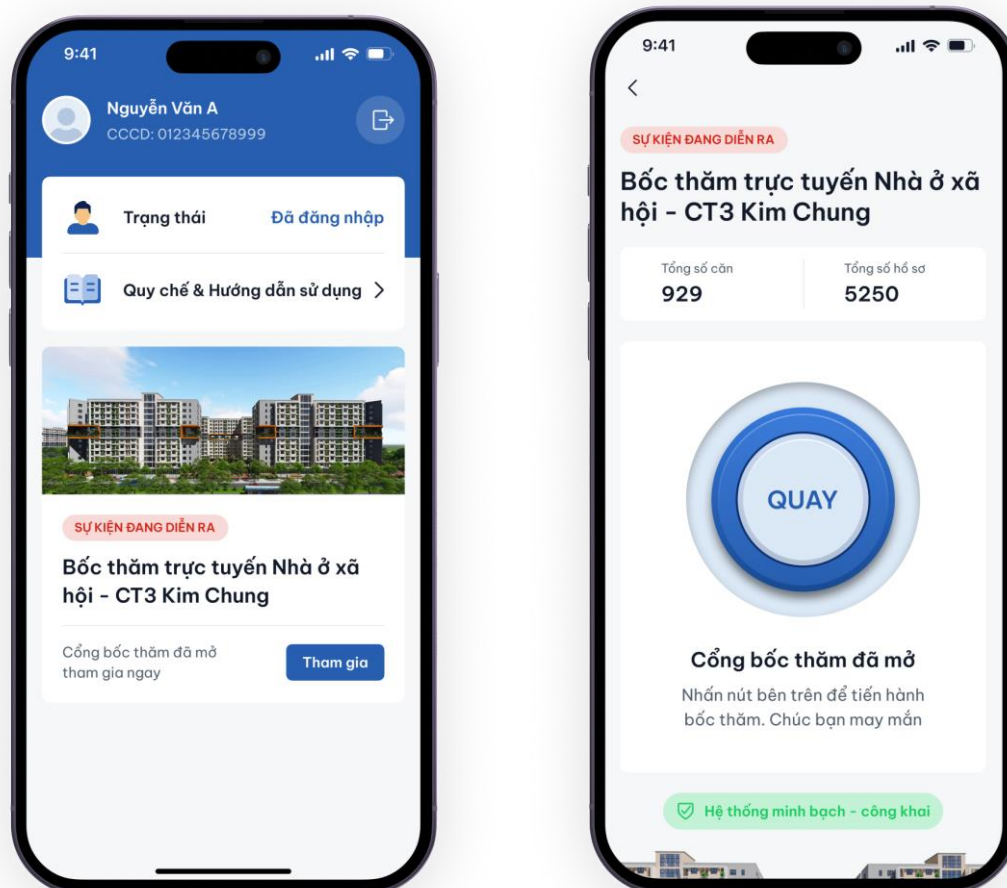 9:41
Nguyễn Văn A
CCCD: 012345678999
Trạng thái
Đã đăng nhập
Quy chế & Hướng dẫn sử dụng
SỰ KIỆN ĐANG DIỄN RA
Bốc thăm trực tuyến Nhà ở xã
hội - CT3 Kim Chung
Cổng bốc thăm đã mở
tham gia ngay
Tham gia
9:41
SỰ KIỆN ĐANG DIỄN RA
Bốc thăm trực tuyến Nhà ở xã
hội - CT3 Kim Chung
Tổng số căn
929
Tổng số hồ sơ
5250
QUAY
Cổng bốc thăm đã mở
Nhấn nút bên trên để tiến hành
bốc thăm. Chúc bạn may mắn
Hệ thống minh bạch - công khai